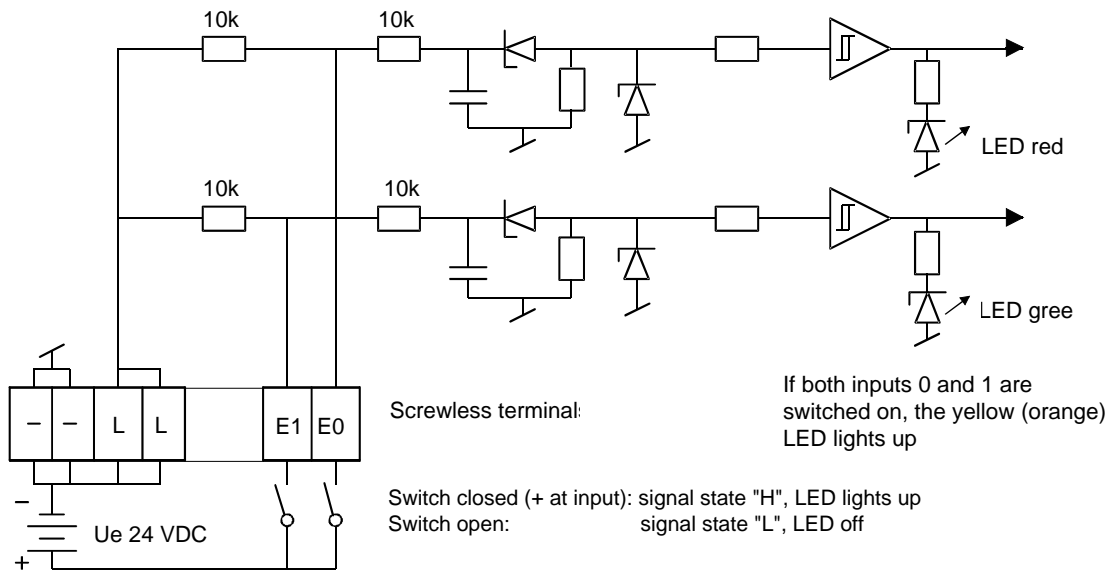 10k
10k
LED red
10k
10k
LED gree
If both inputs 0 and 1 are
switched on, the yellow (orange)
LED lights up
– – L L
E1 E0
Screwless terminal
–
Switch closed (+ at input): signal state "H", LED lights up
Switch open: signal state "L", LED off
Ue 24 VDC
+